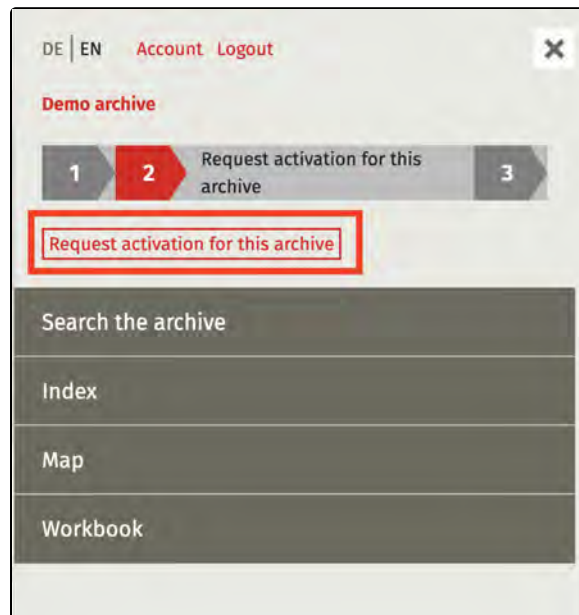 DE | EN Account Logout
Demo archive
1 2 Request activation for this archive 3
Request activation for this archive
Search the archive
Index
Map
Workbook